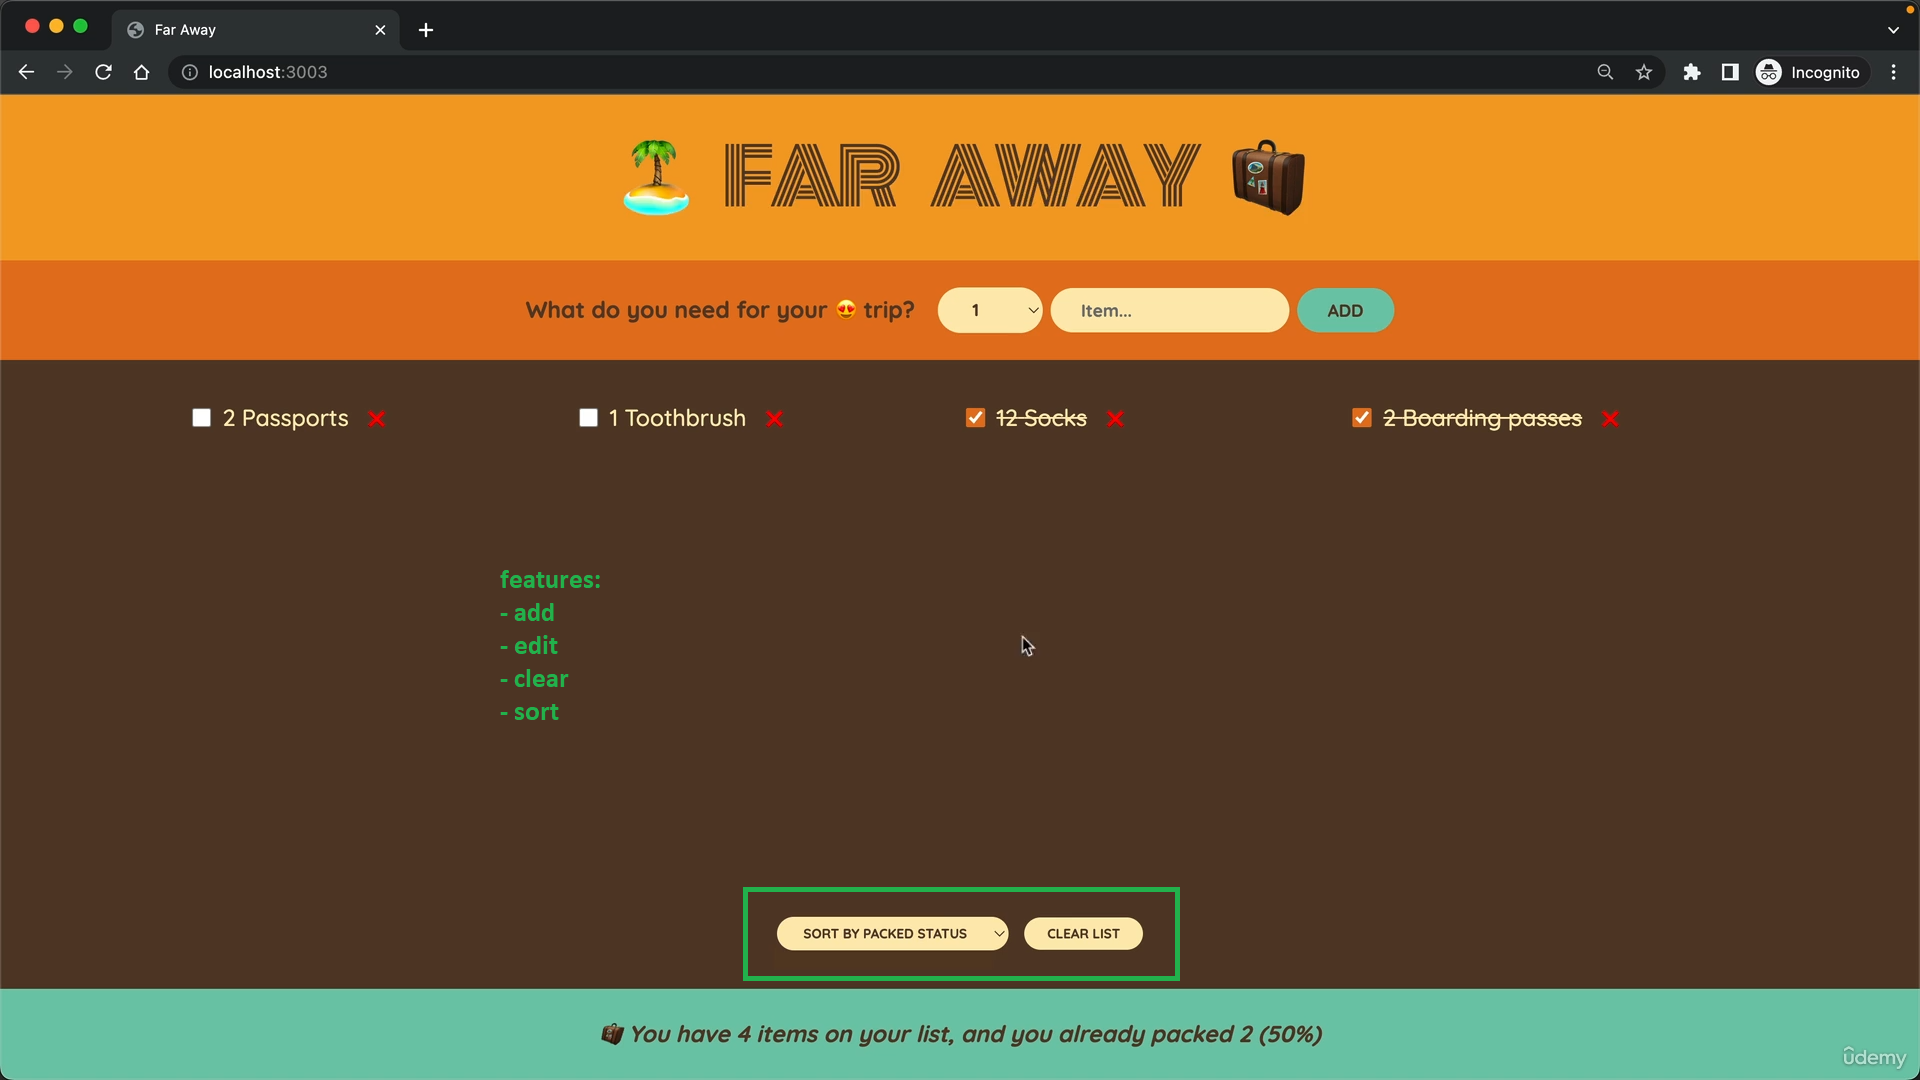 Far Away
localhost:3003
Incognito
FAR AWAY
What do you need for your 😍 trip? 1 Item... ADD
2 Passports ❌ 1 Toothbrush ❌ 12 Socks ❌ 2 Boarding passes ❌
features:
- add
- edit
- clear
- sort
SORT BY PACKED STATUS CLEAR LIST
You have 4 items on your list, and you already packed 2 (50%)
ûdemy